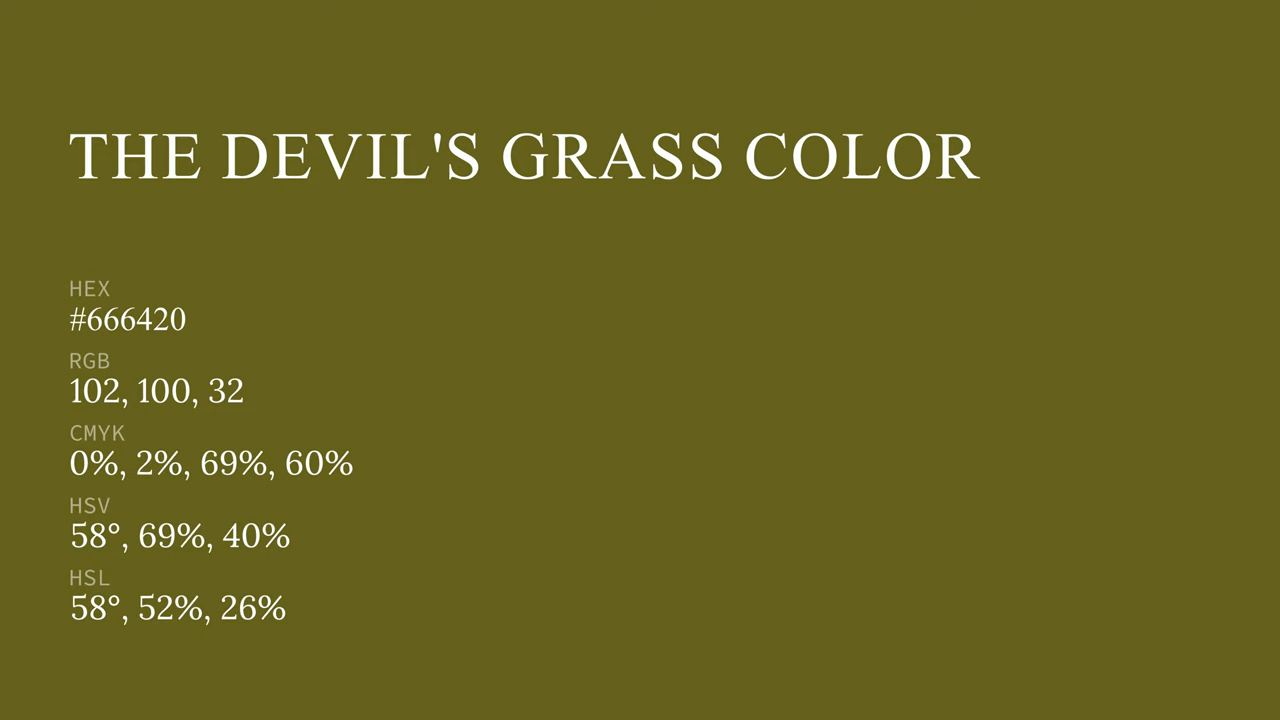 THE DEVIL'S GRASS COLOR
HEX
#666420
RGB
102, 100, 32
CMYK
0%, 2%, 69%, 60%
HSV
58°, 69%, 40%
HSL
58°, 52%, 26%